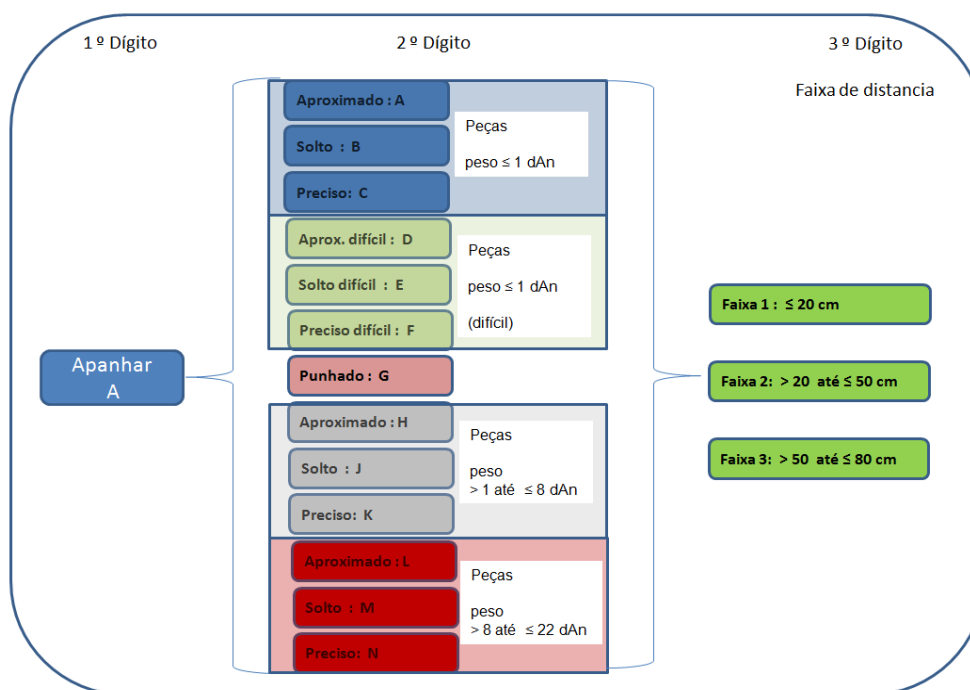 1 º Dígito
2 º Dígito
3 º Dígito
Faixa de distancia
Apanhar
A
Aproximado : A
Solto : B
Preciso: C
Peças
peso ≤ 1 dAn
Aprox. difícil : D
Solto difícil : E
Preciso difícil : F
Peças
peso ≤ 1 dAn
(difícil)
Punhado : G
Aproximado : H
Solto : J
Preciso: K
Peças
peso
> 1 até ≤ 8 dAn
Aproximado : L
Solto : M
Preciso: N
Peças
peso
> 8 até ≤ 22 dAn
Faixa 1 : ≤ 20 cm
Faixa 2: > 20 até ≤ 50 cm
Faixa 3: > 50 até ≤ 80 cm